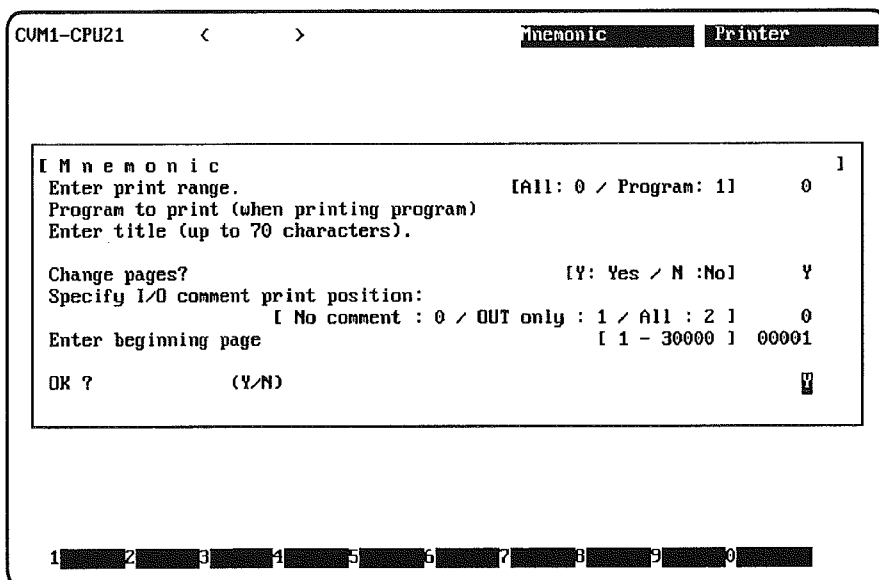 CVM1-CPU21 < > Mnemonic Printer
[ M n e m o n i c ]
Enter print range. [All: 0 / Program: 1] 0
Program to print (when printing program)
Enter title (up to 70 characters).
Change pages? [Y: Yes / N :No] Y
Specify I/O comment print position:
[ No comment : 0 / OUT only : 1 / All : 2 ] 0
Enter beginning page [ 1 - 30000 ] 00001
OK ? (Y/N) Y
1 2 3 4 5 6 7 8 9 0